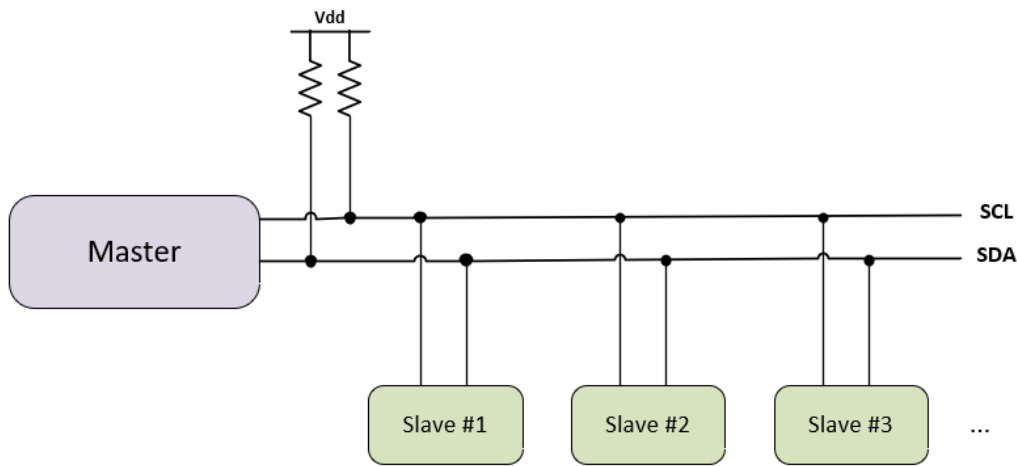 Vdd
Master
SCL
SDA
Slave #1
Slave #2
Slave #3
...